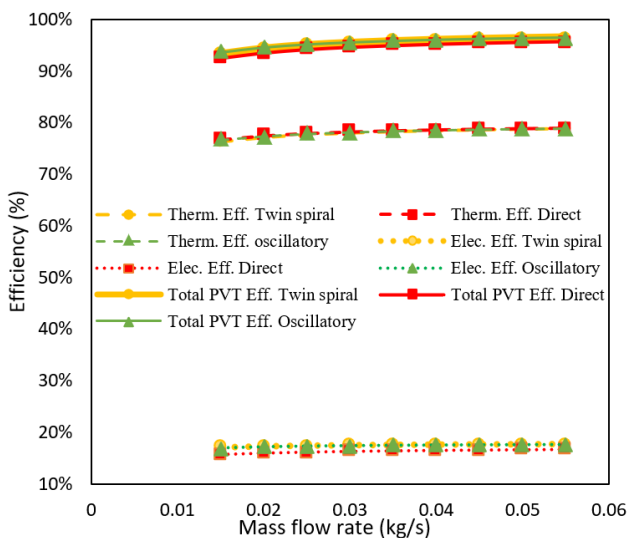 100%
90%
80%
70%
60%
50%
40%
30%
20%
10%
Efficiency (%)
Therm. Eff. Twin spiral
Therm. Eff. Direct
Therm. Eff. oscillatory
Elec. Eff. Twin spiral
Elec. Eff. Direct
Elec. Eff. Oscillatory
Total PVT Eff. Twin spiral
Total PVT Eff. Direct
Total PVT Eff. Oscillatory
0 0.01 0.02 0.03 0.04 0.05 0.06
Mass flow rate (kg/s)